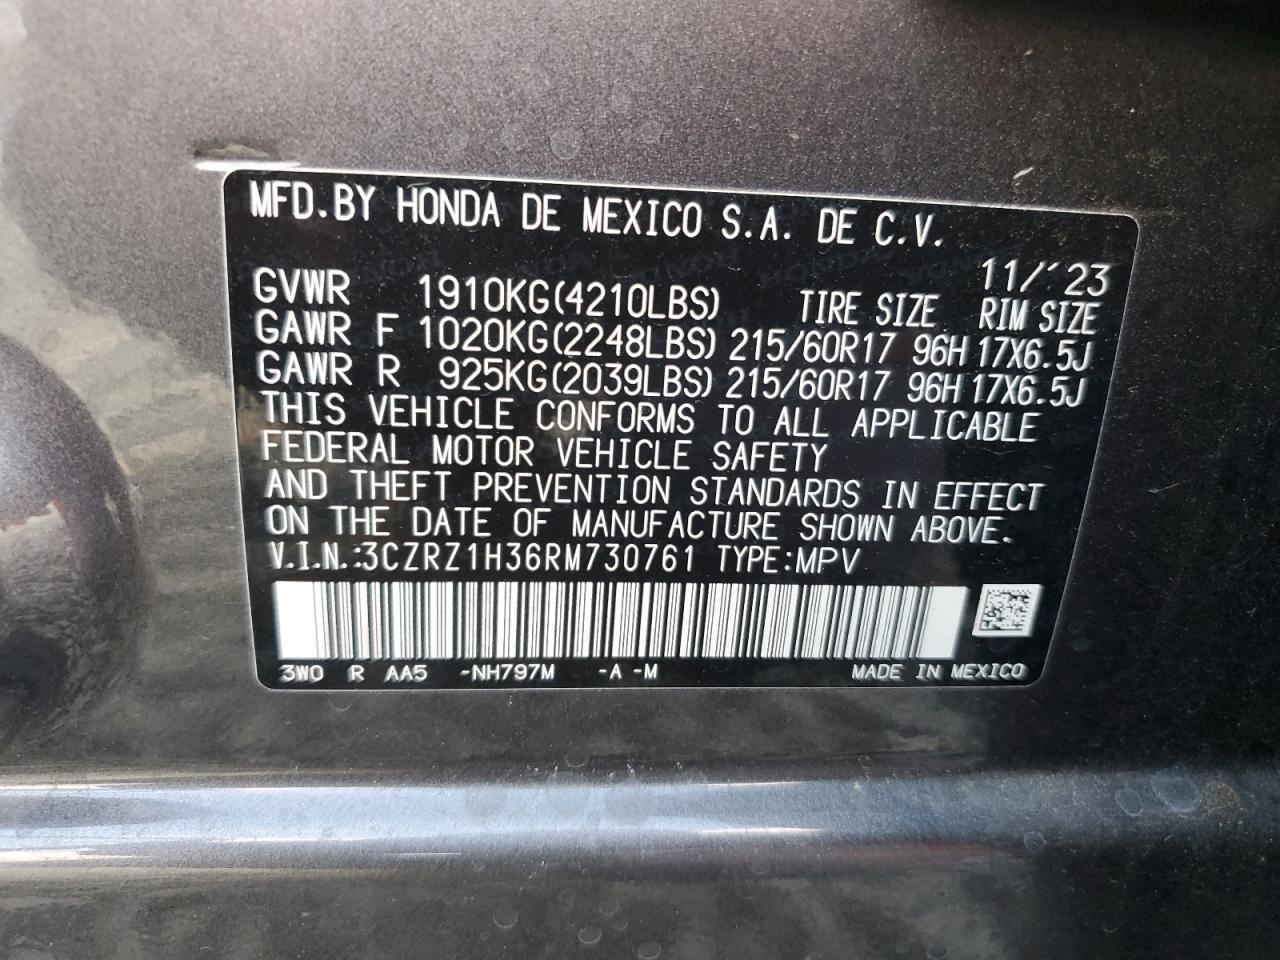 MFD.BY HONDA DE MEXICO S.A. DE C.V.
11/'23
GVWR 1910KG(4210LBS) TIRE SIZE RIM SIZE
GAWR F 1020KG(2248LBS) 215/60R17 96H 17X6.5J
GAWR R 925KG(2039LBS) 215/60R17 96H 17X6.5J
THIS VEHICLE CONFORMS TO ALL APPLICABLE
FEDERAL MOTOR VEHICLE SAFETY
AND THEFT PREVENTION STANDARDS IN EFFECT
ON THE DATE OF MANUFACTURE SHOWN ABOVE.
V.I.N.:3CZRZ1H36RM730761 TYPE:MPV
3WO R AA5 -NH797M -A -M MADE IN MEXICO